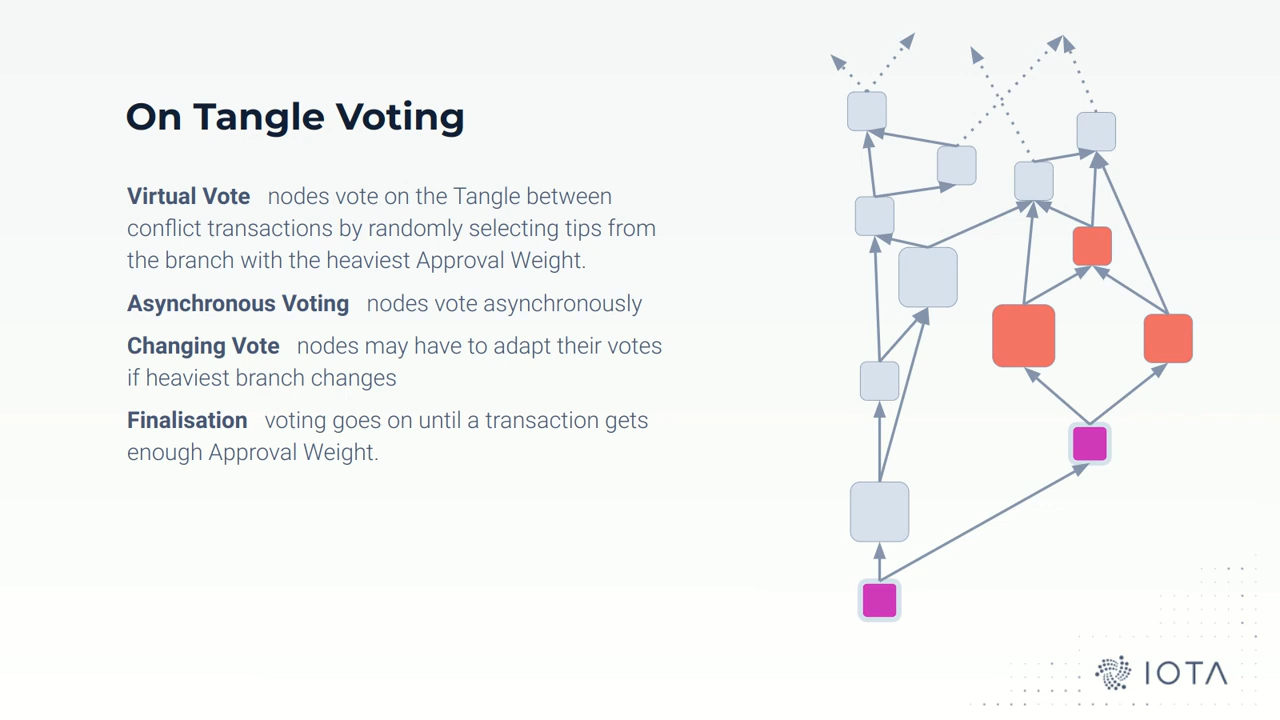 On Tangle Voting
Virtual Vote nodes vote on the Tangle between
conflict transactions by randomly selecting tips from
the branch with the heaviest Approval Weight.
Asynchronous Voting nodes vote asynchronously
Changing Vote nodes may have to adapt their votes
if heaviest branch changes
Finalisation voting goes on until a transaction gets
enough Approval Weight.
IOTA